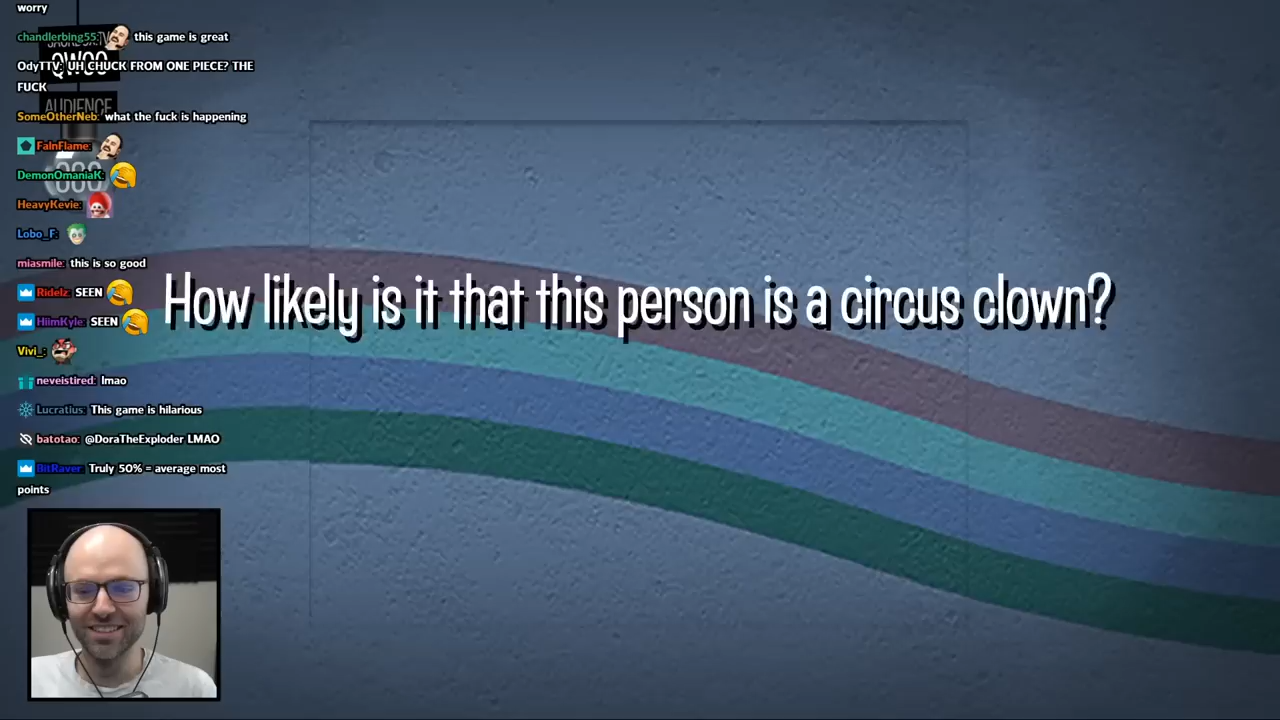 worry
chandlerbing55: this game is great
OdyTTV: UH CHUCK FROM ONE PIECE? THE
FUCK
QWOO
AUDIENCE
SomeOtherNeb: what the fuck is happening
FalnFlame:
DemonOmaniaK:
HeavyKevie:
Lobo_F:
miasmile: this is so good
Ridelz: SEEN
HiimKyle: SEEN
How likely is it that this person is a circus clown?
Vivi_:
neveistired: lmao
Lucratius: This game is hilarious
batotao: @DoraTheExploder LMAO
BitRaver: Truly 50% = average most
points